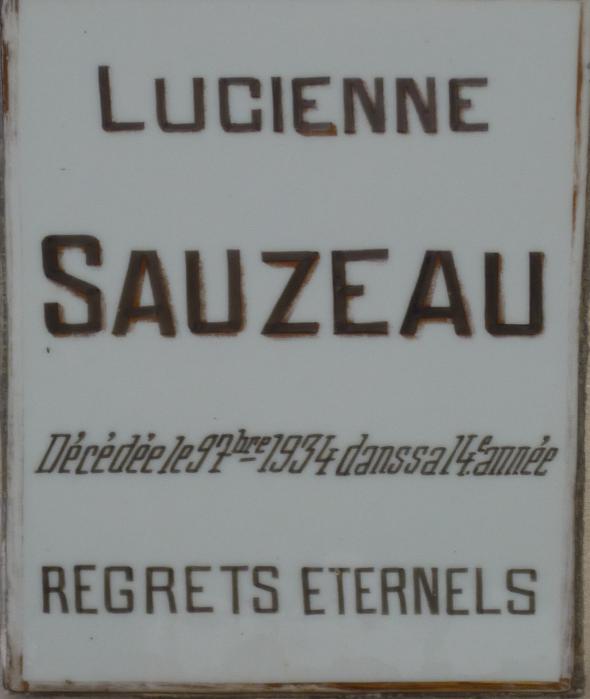 LUCIENNE
SAUZEAU
Décédée le 9 7bre 1934 dans sa 14e année
REGRETS ETERNELS